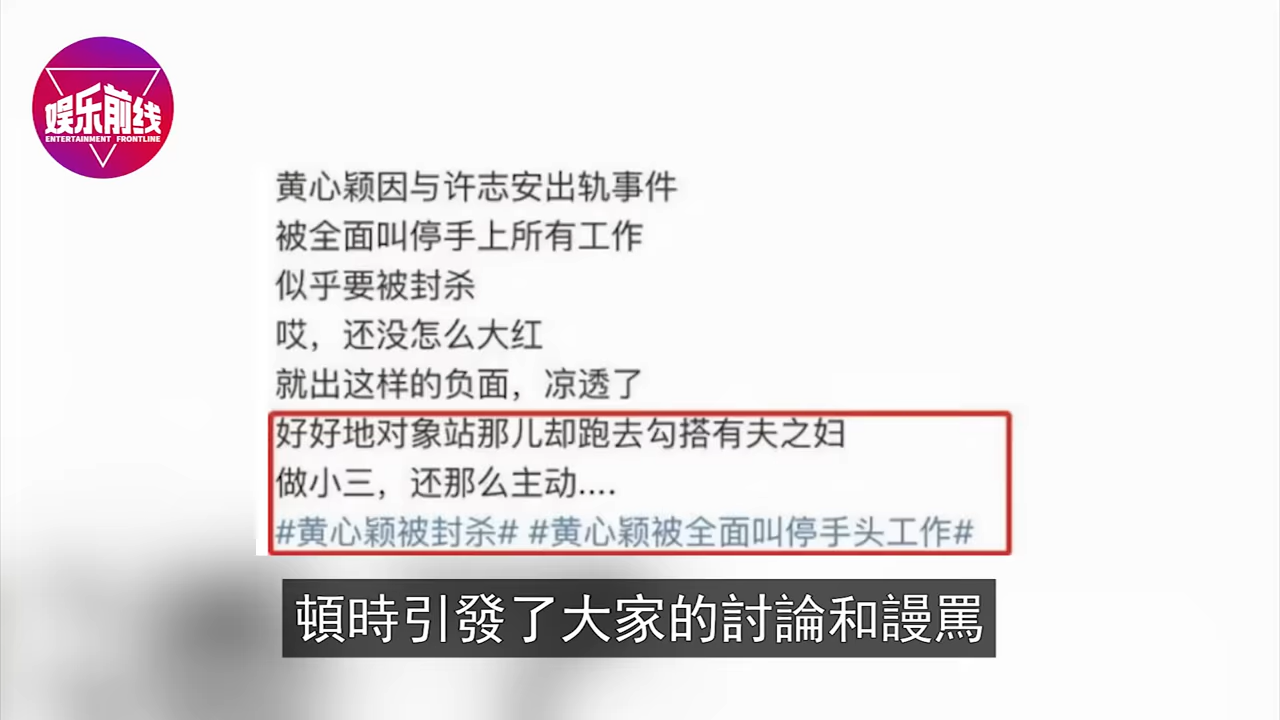 娱乐前线
ENTERTAINMENT FRONTLINE
黄心颖因与许志安出轨事件
被全面叫停手上所有工作
似乎要被封杀
哎，还没怎么大红
就出这样的负面，凉透了
好好地对象站那儿却跑去勾搭有夫之妇
做小三，还那么主动....
#黄心颖被封杀# #黄心颖被全面叫停手头工作#
頓時引發了大家的討論和謾罵